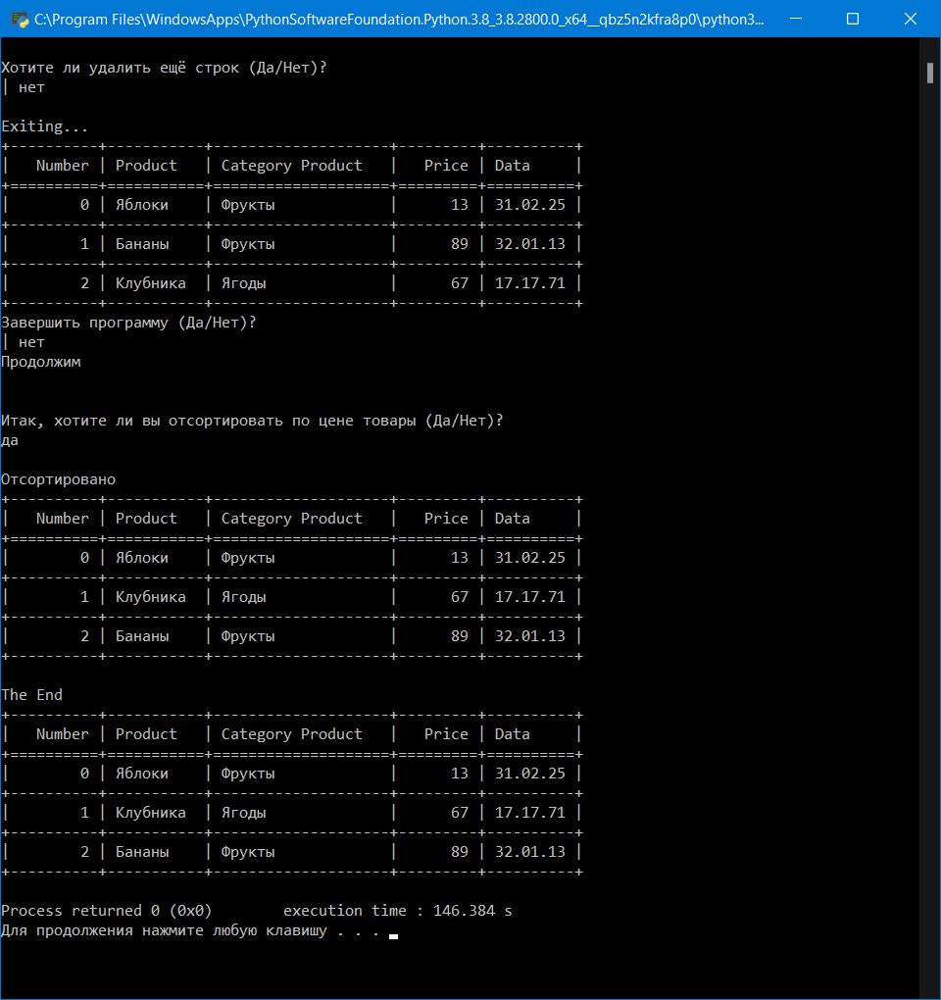 C:\Program Files\WindowsApps\PythonSoftwareFoundation.Python.3.8_3.8.2800.0_x64__qbz5n2kfra8p0\python3...
Хотите ли удалить ещё строк (Да/Нет)?
| нет
Exiting...
+----------+-----------+--------------------+---------+----------+
|   Number | Product   | Category Product   |   Price | Data     |
+==========+===========+====================+=========+==========+
|        0 | Яблоки    | Фрукты             |      13 | 31.02.25 |
+----------+-----------+--------------------+---------+----------+
|        1 | Бананы    | Фрукты             |      89 | 32.01.13 |
+----------+-----------+--------------------+---------+----------+
|        2 | Клубника  | Ягоды              |      67 | 17.17.71 |
+----------+-----------+--------------------+---------+----------+
Завершить программу (Да/Нет)?
| нет
Продолжим
Итак, хотите ли вы отсортировать по цене товары (Да/Нет)?
да
Отсортировано
+----------+-----------+--------------------+---------+----------+
|   Number | Product   | Category Product   |   Price | Data     |
+==========+===========+====================+=========+==========+
|        0 | Яблоки    | Фрукты             |      13 | 31.02.25 |
+----------+-----------+--------------------+---------+----------+
|        1 | Клубника  | Ягоды              |      67 | 17.17.71 |
+----------+-----------+--------------------+---------+----------+
|        2 | Бананы    | Фрукты             |      89 | 32.01.13 |
+----------+-----------+--------------------+---------+----------+
The End
+----------+-----------+--------------------+---------+----------+
|   Number | Product   | Category Product   |   Price | Data     |
+==========+===========+====================+=========+==========+
|        0 | Яблоки    | Фрукты             |      13 | 31.02.25 |
+----------+-----------+--------------------+---------+----------+
|        1 | Клубника  | Ягоды              |      67 | 17.17.71 |
+----------+-----------+--------------------+---------+----------+
|        2 | Бананы    | Фрукты             |      89 | 32.01.13 |
+----------+-----------+--------------------+---------+----------+
Process returned 0 (0x0)        execution time : 146.384 s
Для продолжения нажмите любую клавишу . . .